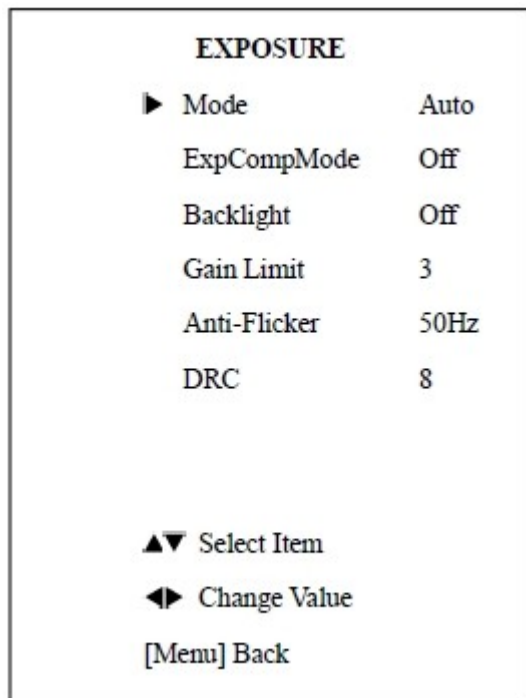 EXPOSURE
▶ Mode Auto
ExpCompMode Off
Backlight Off
Gain Limit 3
Anti-Flicker 50Hz
DRC 8
▲▼ Select Item
◀▶ Change Value
[Menu] Back